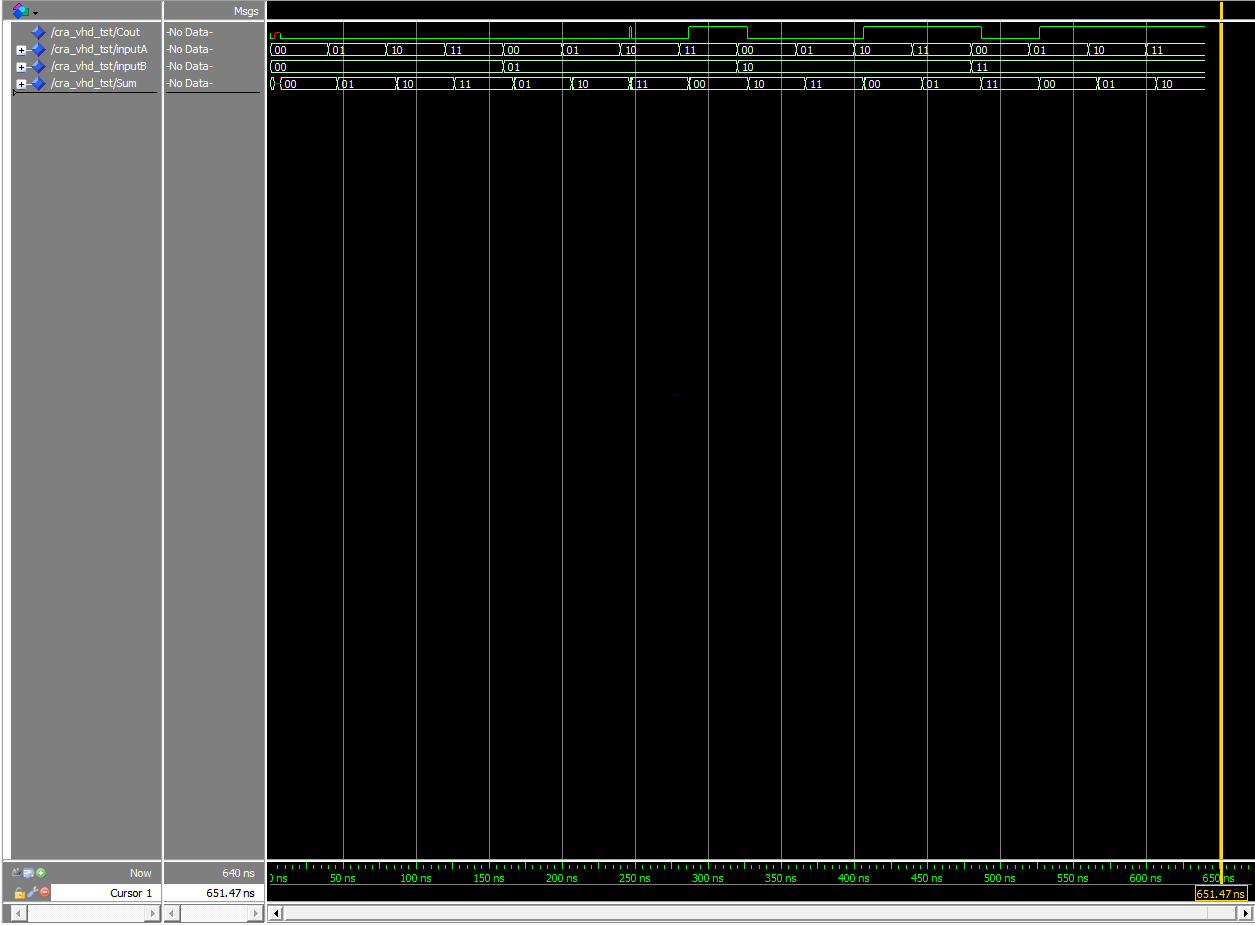 Msgs
/cra_vhd_tst/Cout -No Data-
/cra_vhd_tst/inputA -No Data- 00 01 10 11 00 01 10 11 00 01 10 11 00 01 10 11
/cra_vhd_tst/inputB -No Data- 00 01 10 11
/cra_vhd_tst/Sum -No Data- 00 01 10 11 01 10 11 00 10 11 00 01 11 00 01 10
Now 640 ns ns 50 ns 100 ns 150 ns 200 ns 250 ns 300 ns 350 ns 400 ns 450 ns 500 ns 550 ns 600 ns 650 ns
Cursor 1 651.47 ns 651.47 ns